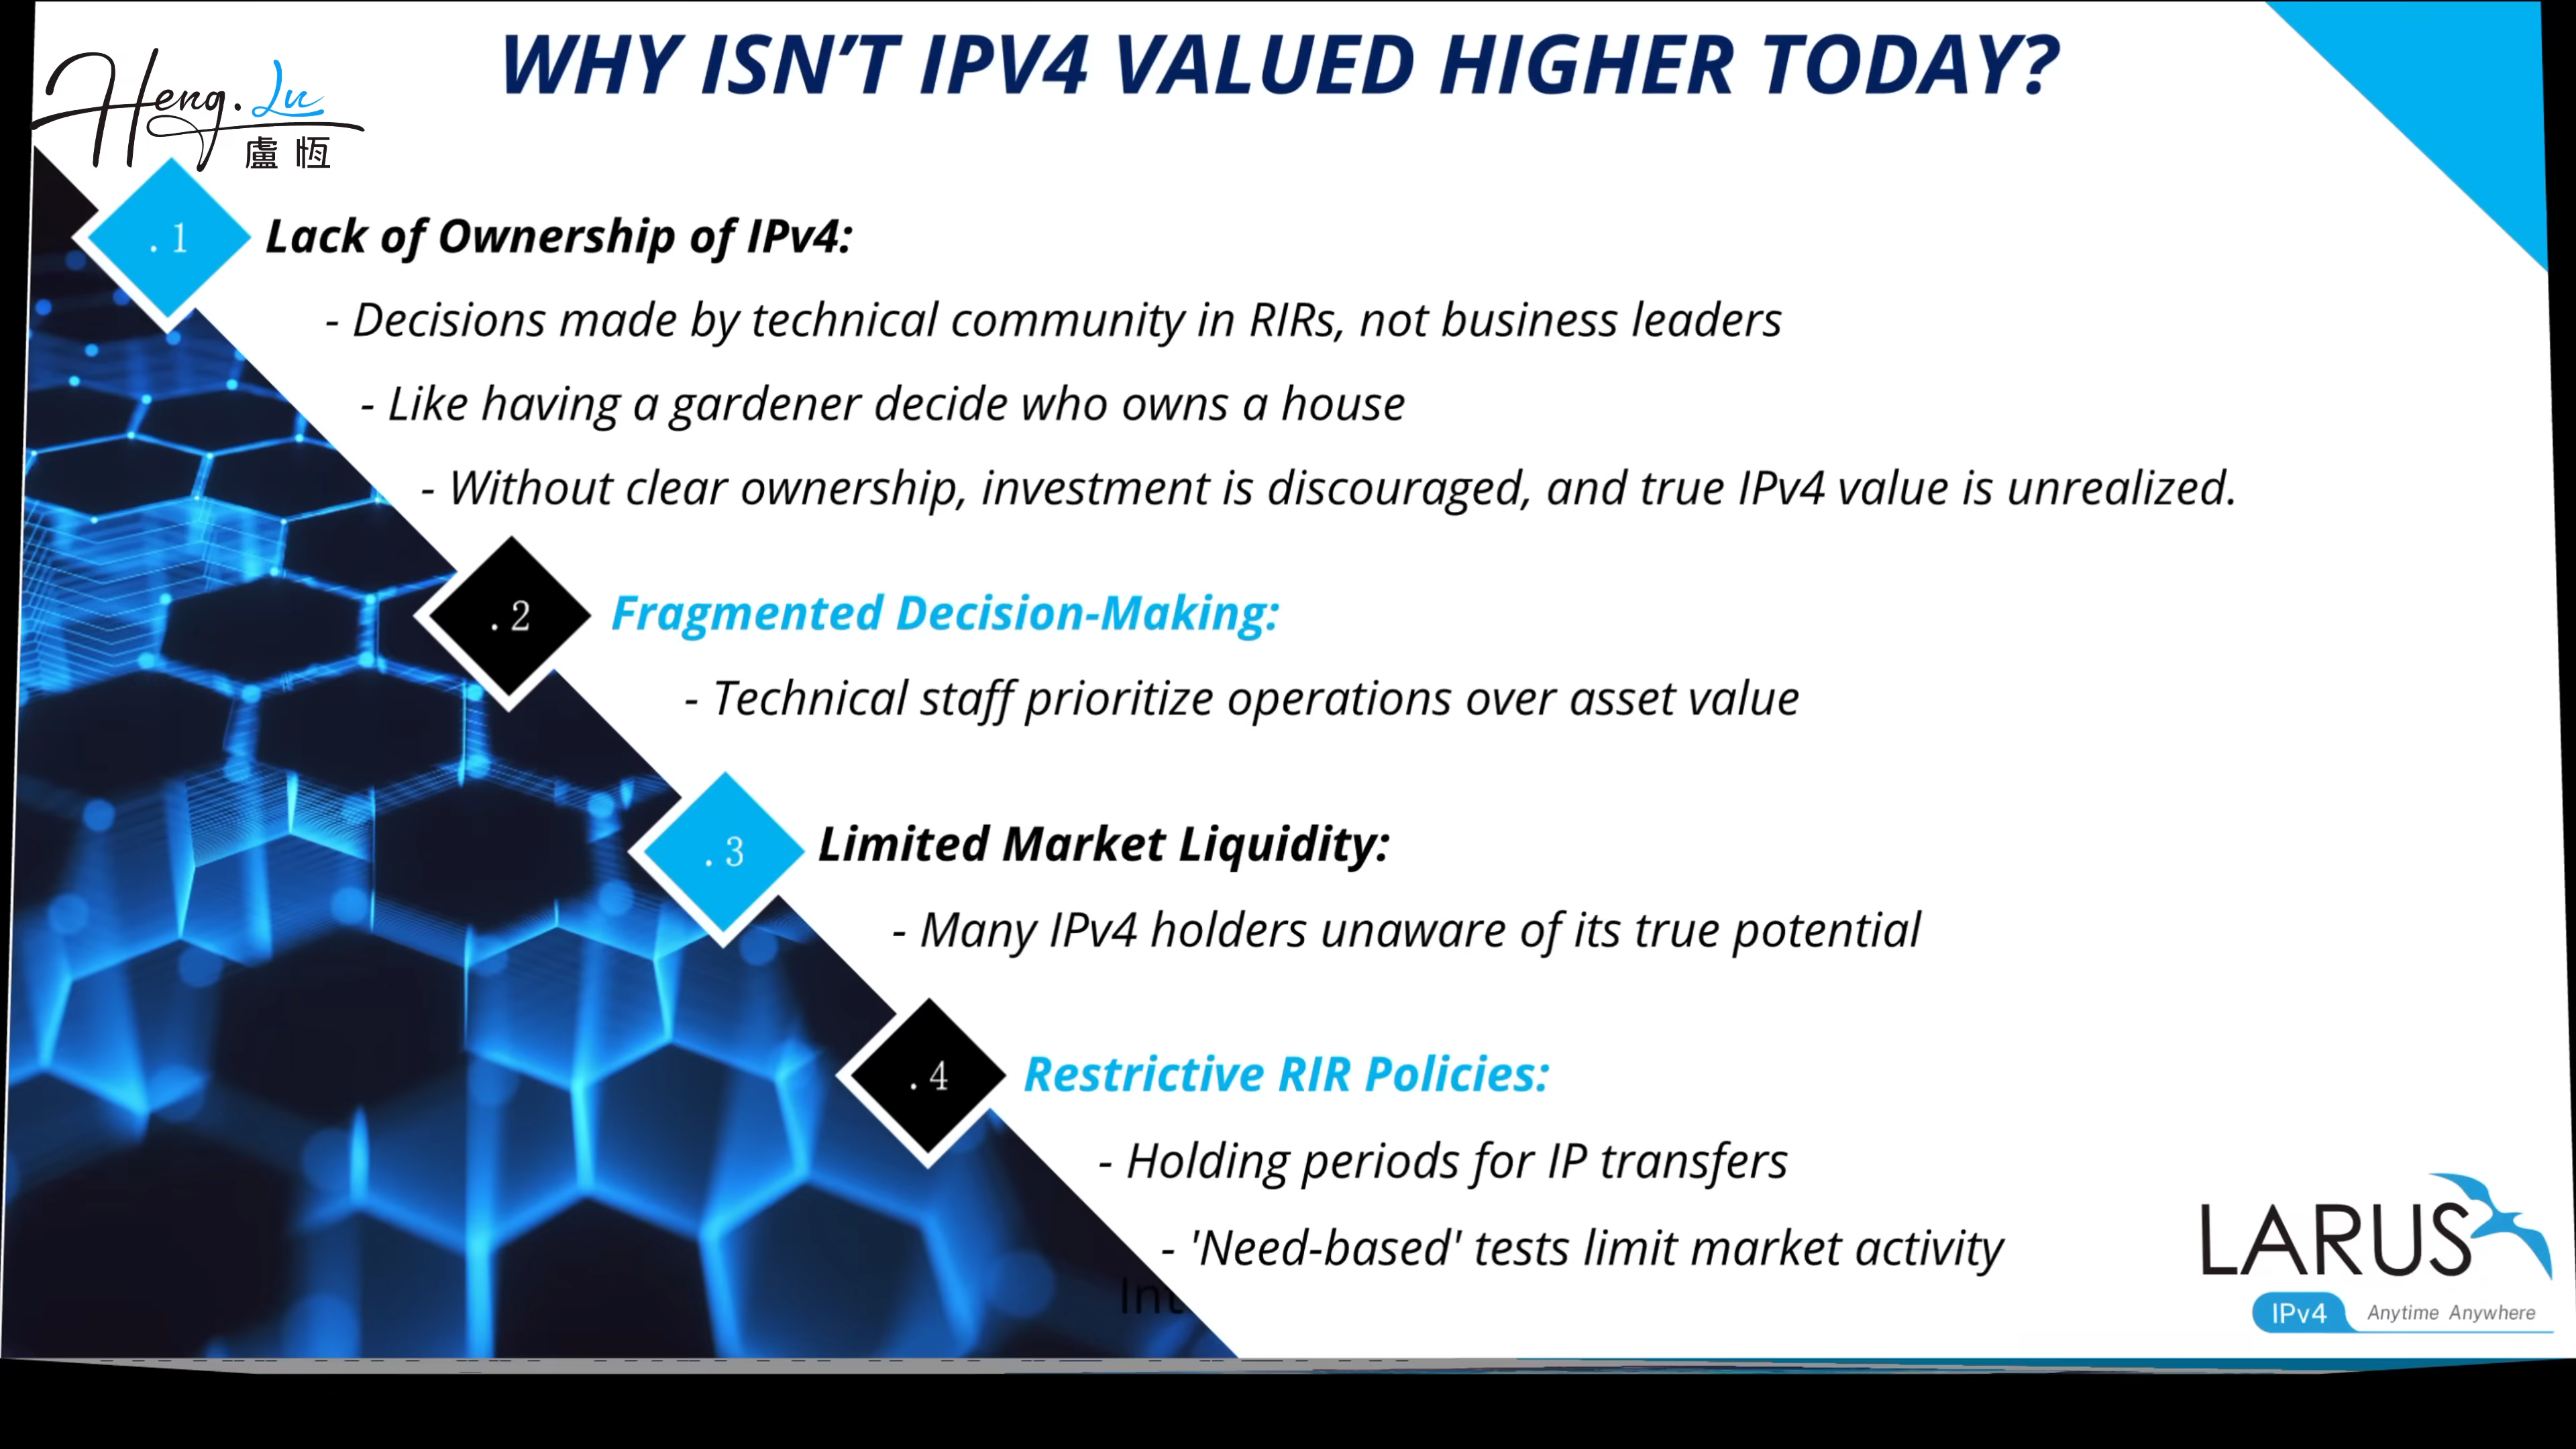 WHY ISN'T IPV4 VALUED HIGHER TODAY?
Heng.Lu
盧 恆
.1
Lack of Ownership of IPv4:
- Decisions made by technical community in RIRs, not business leaders
- Like having a gardener decide who owns a house
- Without clear ownership, investment is discouraged, and true IPv4 value is unrealized.
.2
Fragmented Decision-Making:
- Technical staff prioritize operations over asset value
.3
Limited Market Liquidity:
- Many IPv4 holders unaware of its true potential
.4
Restrictive RIR Policies:
- Holding periods for IP transfers
- 'Need-based' tests limit market activity
LARUS
IPv4 Anytime Anywhere